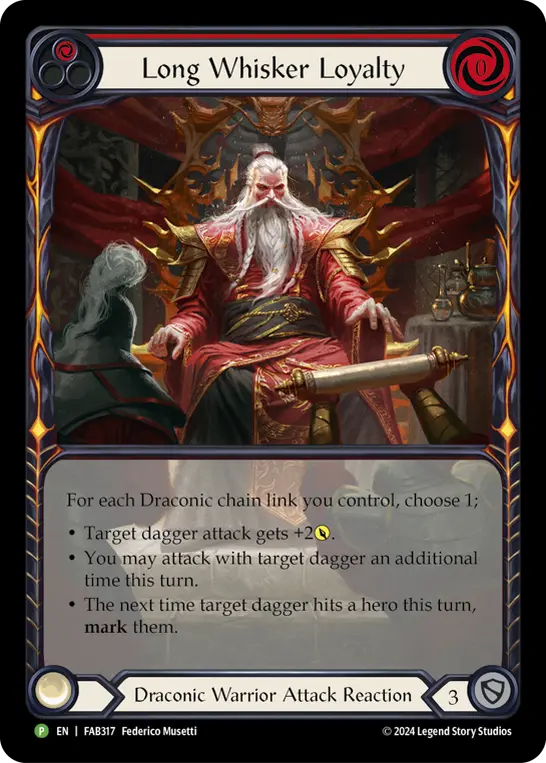 Long Whisker Loyalty
0
For each Draconic chain link you control, choose 1;
• Target dagger attack gets +2.
• You may attack with target dagger an additional
time this turn.
• The next time target dagger hits a hero this turn,
mark them.
Draconic Warrior Attack Reaction
3
P EN | FAB317 Federico Musetti
© 2024 Legend Story Studios